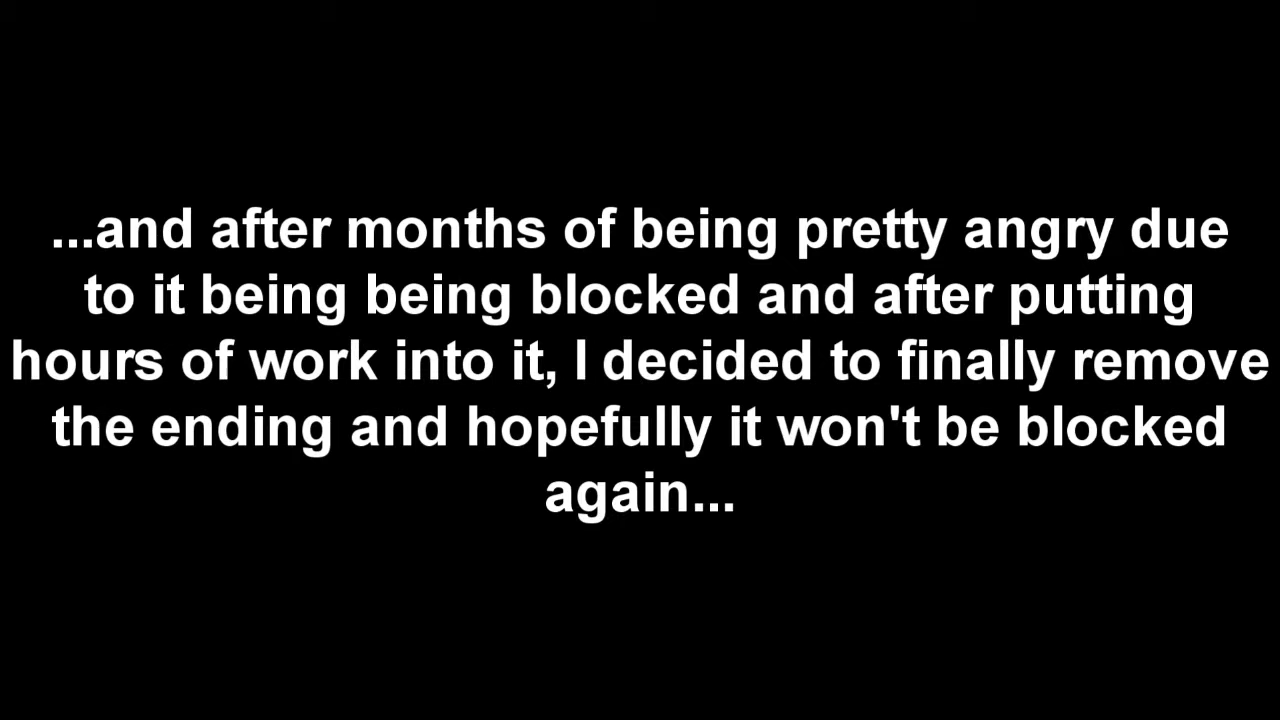 ...and after months of being pretty angry due
to it being being blocked and after putting
hours of work into it, I decided to finally remove
the ending and hopefully it won't be blocked
again...